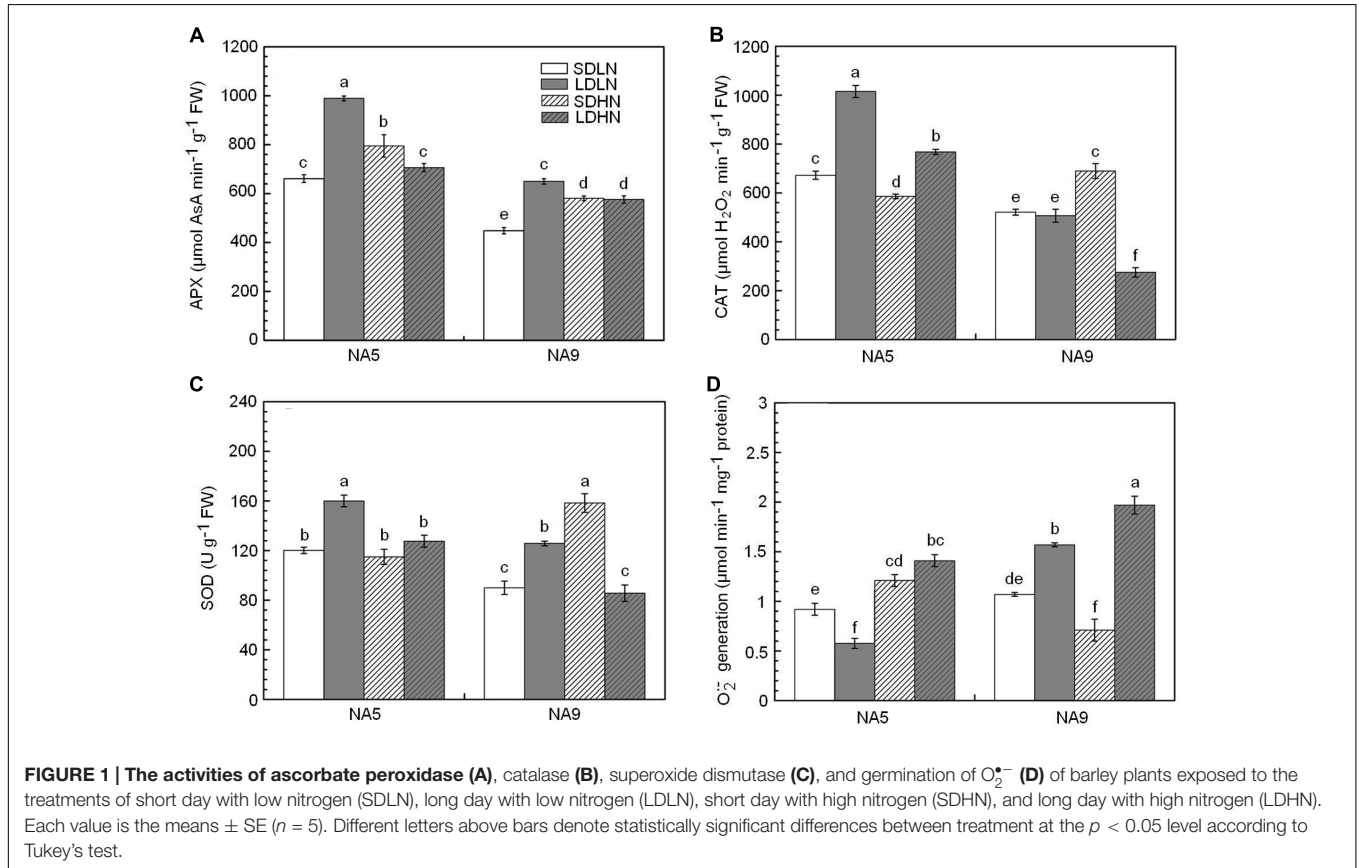 A
1200
1000
800
600
400
200
0
APX (µmol AsA min⁻¹ g⁻¹ FW)
c
a
b
c
e
c
d
d
SDLN
LDLN
SDHN
LDHN
NA5
NA9
B
1200
1000
800
600
400
200
0
CAT (µmol H₂O₂ min⁻¹ g⁻¹ FW)
c
a
d
b
e
e
c
f
NA5
NA9
C
240
200
160
120
80
40
0
SOD (U g⁻¹ FW)
b
a
b
b
c
b
a
c
NA5
NA9
D
3
2.5
2
1.5
1
0.5
0
O₂•⁻ generation (µmol min⁻¹ mg⁻¹ protein)
e
f
cd
bc
de
b
f
a
NA5
NA9
FIGURE 1 | The activities of ascorbate peroxidase (A), catalase (B), superoxide dismutase (C), and germination of O₂•⁻ (D) of barley plants exposed to the
treatments of short day with low nitrogen (SDLN), long day with low nitrogen (LDLN), short day with high nitrogen (SDHN), and long day with high nitrogen (LDHN).
Each value is the means ± SE (n = 5). Different letters above bars denote statistically significant differences between treatment at the p < 0.05 level according to
Tukey's test.